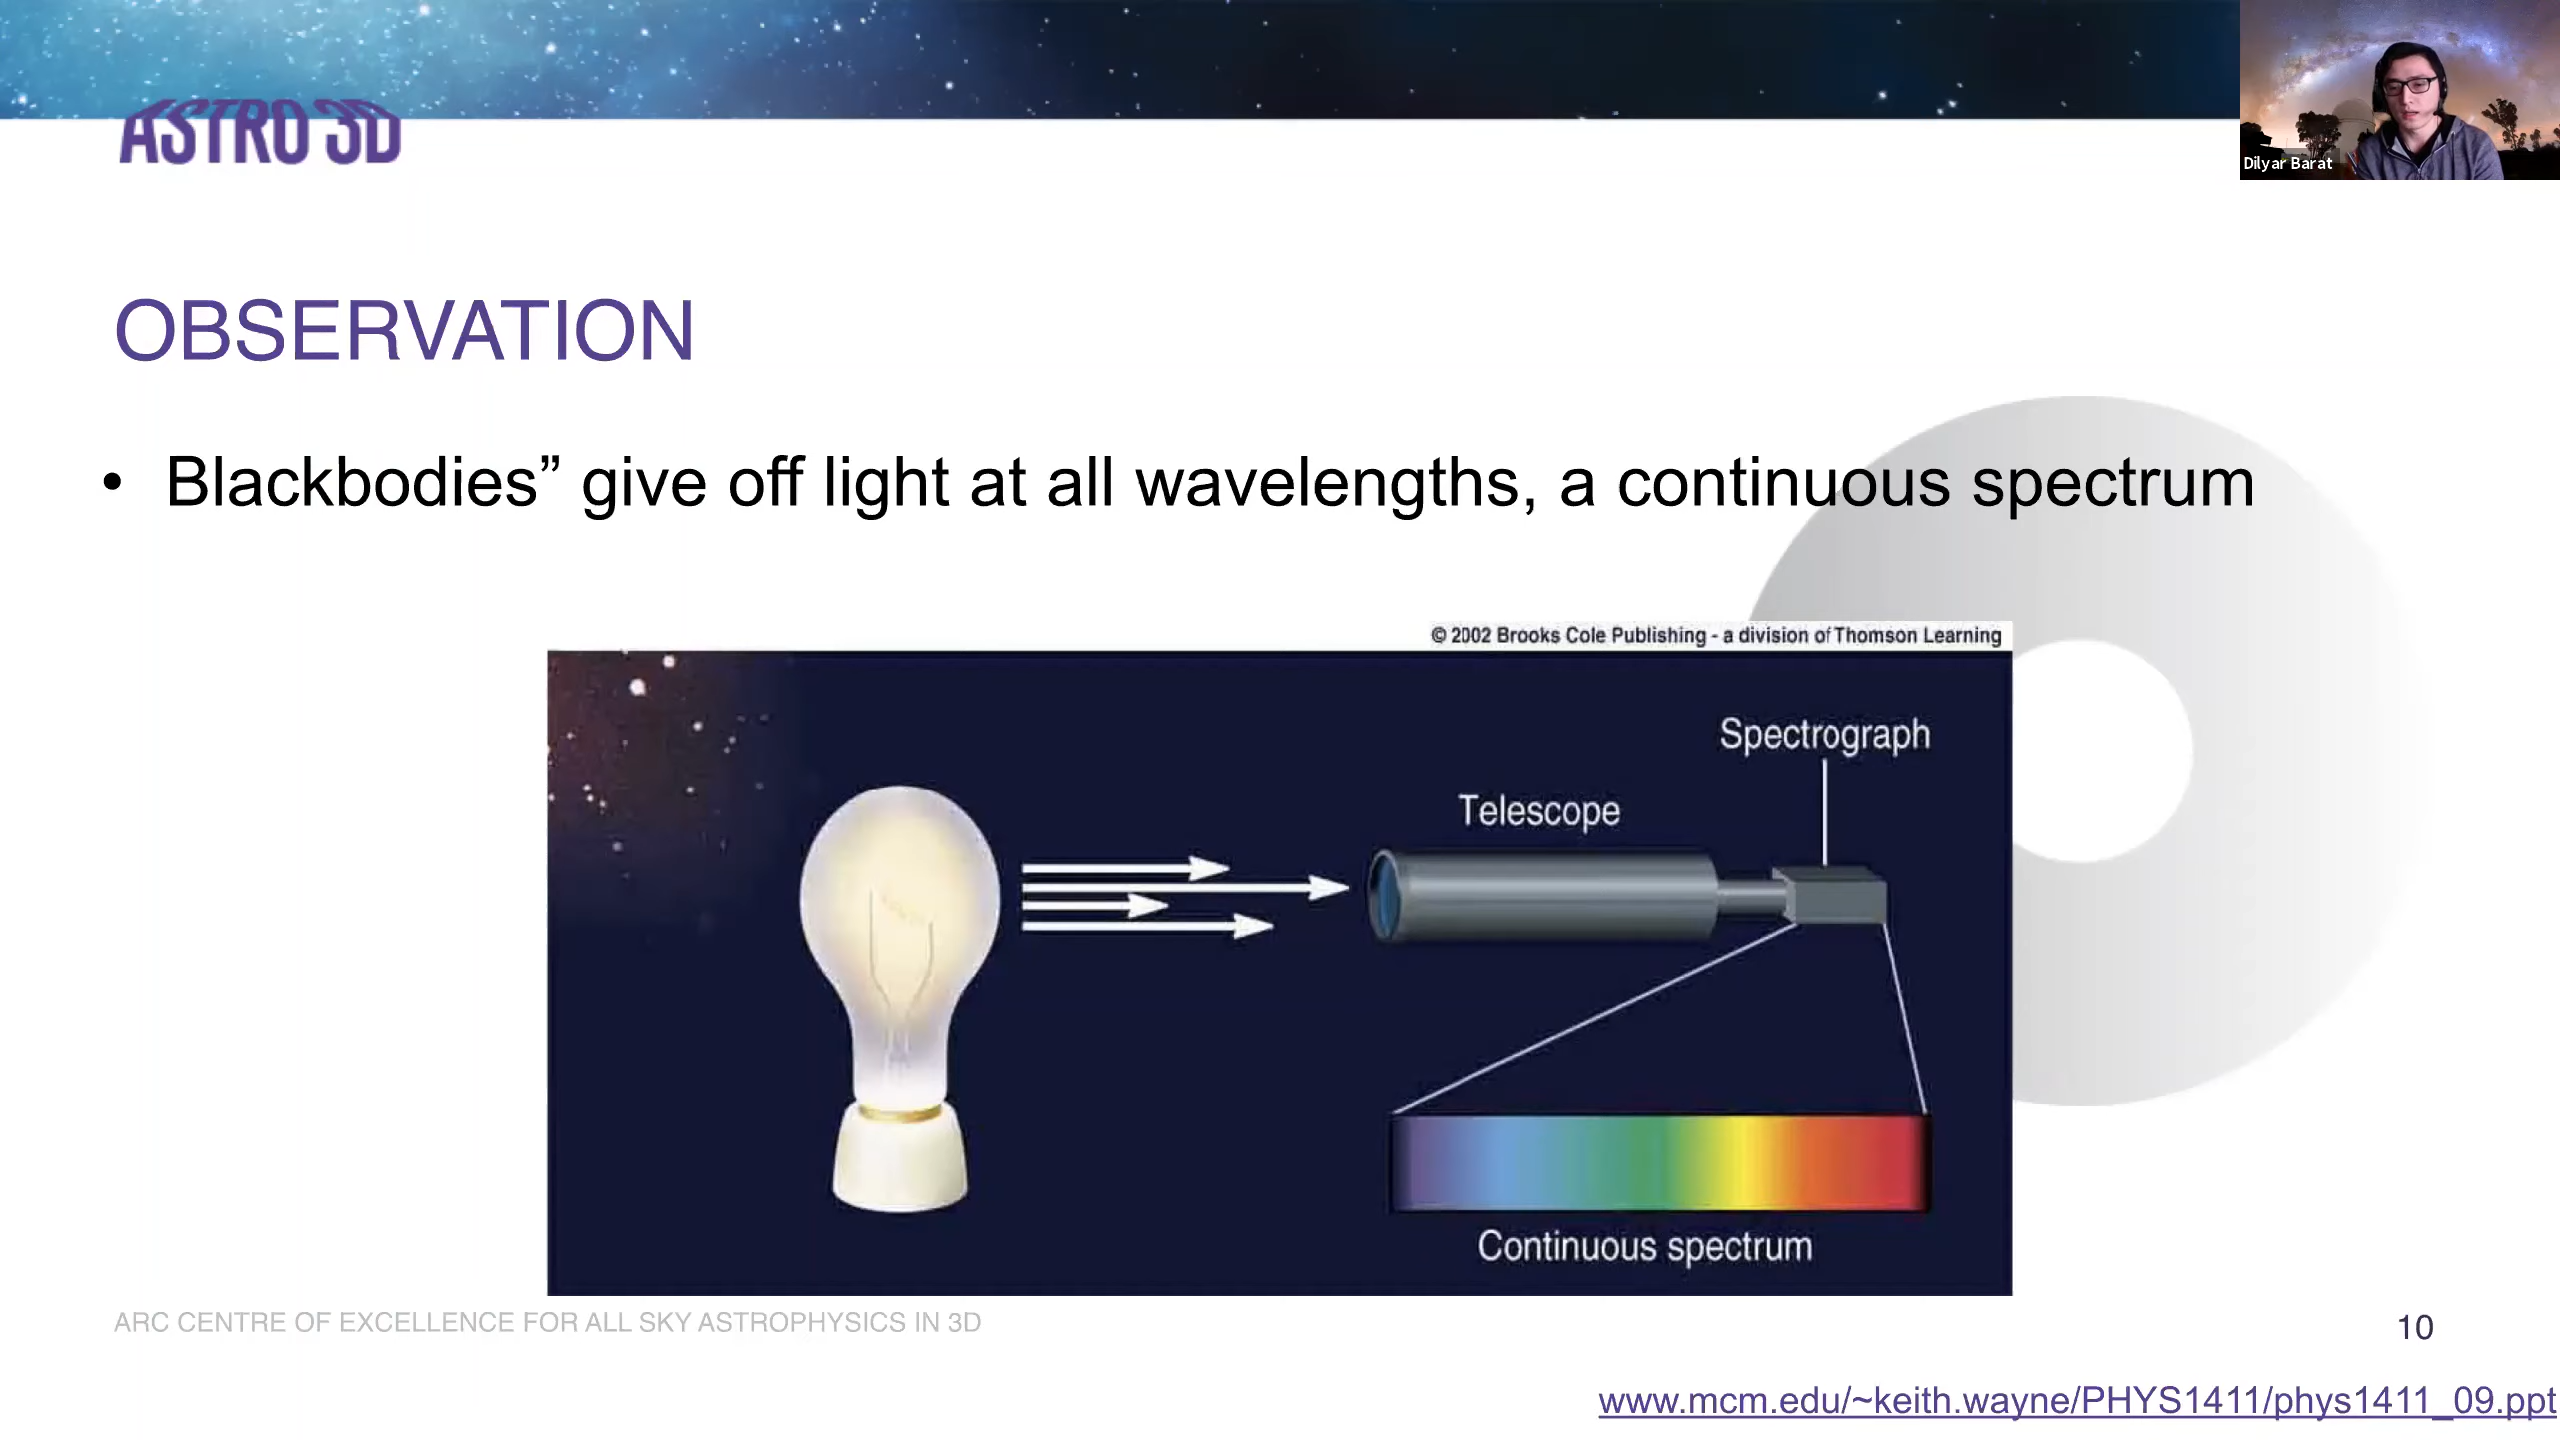 ASTRO 3D
Dilyar Barat
OBSERVATION
• Blackbodies” give off light at all wavelengths, a continuous spectrum
© 2002 Brooks Cole Publishing - a division of Thomson Learning
Spectrograph
Telescope
Continuous spectrum
ARC CENTRE OF EXCELLENCE FOR ALL SKY ASTROPHYSICS IN 3D
10
www.mcm.edu/~keith.wayne/PHYS1411/phys1411_09.ppt